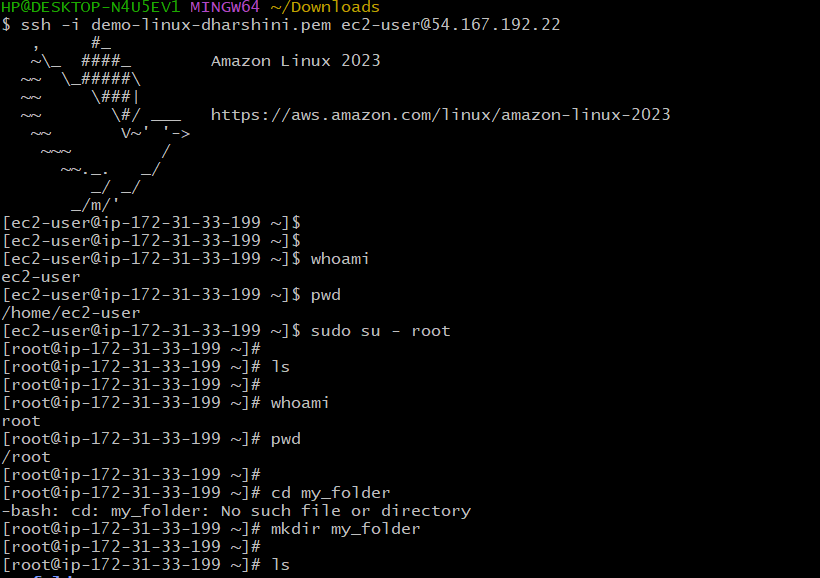 HP@DESKTOP-N4U5EV1 MINGW64 ~/Downloads
$ ssh -i demo-linux-dharshini.pem ec2-user@54.167.192.22
   ,     #_
   ~\_  ####_        Amazon Linux 2023
  ~~  \_#####\
  ~~     \###|
  ~~       \#/ ___   https://aws.amazon.com/linux/amazon-linux-2023
   ~~       V~' '->
    ~~~         /
      ~~._.   _/
         _/ _/
       _/m/'
[ec2-user@ip-172-31-33-199 ~]$
[ec2-user@ip-172-31-33-199 ~]$
[ec2-user@ip-172-31-33-199 ~]$ whoami
ec2-user
[ec2-user@ip-172-31-33-199 ~]$ pwd
/home/ec2-user
[ec2-user@ip-172-31-33-199 ~]$ sudo su - root
[root@ip-172-31-33-199 ~]#
[root@ip-172-31-33-199 ~]# ls
[root@ip-172-31-33-199 ~]#
[root@ip-172-31-33-199 ~]# whoami
root
[root@ip-172-31-33-199 ~]# pwd
/root
[root@ip-172-31-33-199 ~]#
[root@ip-172-31-33-199 ~]# cd my_folder
-bash: cd: my_folder: No such file or directory
[root@ip-172-31-33-199 ~]# mkdir my_folder
[root@ip-172-31-33-199 ~]#
[root@ip-172-31-33-199 ~]# ls